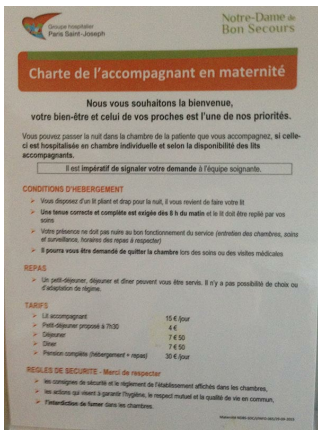 Groupe hospitalier
Paris Saint-Joseph
Notre-Dame de
Bon Secours
Charte de l'accompagnant en maternité
Nous vous souhaitons la bienvenue,
votre bien-être et celui de vos proches est l'une de nos priorités.
Vous pouvez passer la nuit dans la chambre de la patiente que vous accompagnez, si celle-
ci est hospitalisée en chambre individuelle et selon la disponibilité des lits
accompagnants.
Il est impératif de signaler votre demande à l'équipe soignante.
CONDITIONS D'HEBERGEMENT
➢ Vous disposez d'un lit pliant et drap pour la nuit, il vous revient de faire votre lit
➢ Une tenue correcte et complète est exigée dès 8 h du matin et le lit doit être replié par vos
soins
➢ Votre présence ne doit pas nuire au bon fonctionnement du service (entretien des chambres, soins
et surveillance, horaires des repas à respecter)
➢ Il pourra vous être demandé de quitter la chambre lors des soins ou des visites médicales
REPAS
➢ Un petit-déjeuner, déjeuner et dîner peuvent vous être servis. Il n'y a pas possibilité de choix ou
d'adaptation de régime.
TARIFS
➢ Lit accompagnant 15 € /jour
➢ Petit-déjeuner proposé à 7h30 4 €
➢ Déjeuner 7 € 50
➢ Diner 7 € 50
➢ Pension complète (hébergement + repas) 30 € /jour
REGLES DE SECURITE - Merci de respecter
➢ les consignes de sécurité et le règlement de l'établissement affichés dans les chambres,
➢ les actions qui visent à garantir l'hygiène, le respect mutuel et la qualité de vie en commun,
➢ l'interdiction de fumer dans les chambres.